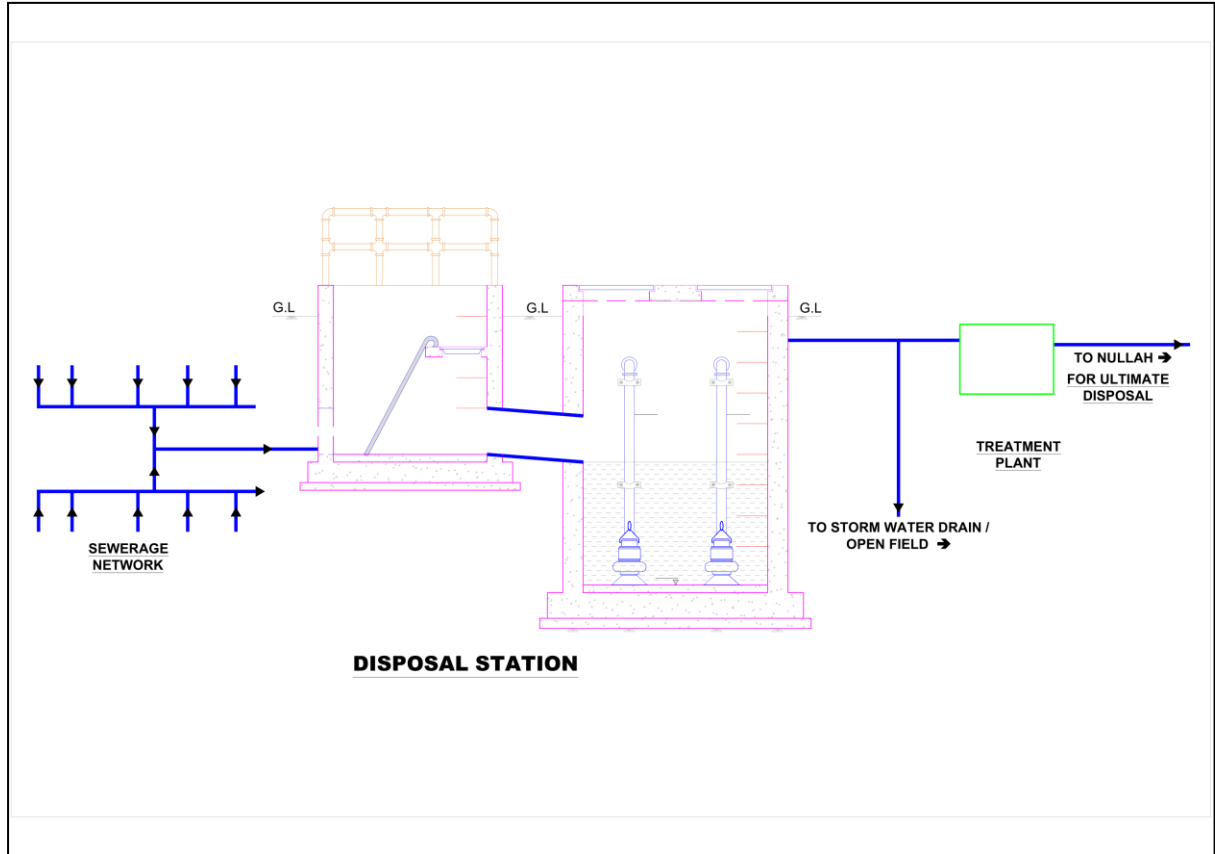 G.L
G.L
G.L
SEWERAGE
NETWORK
TO STORM WATER DRAIN /
OPEN FIELD ➔
TO NULLAH ➔
FOR ULTIMATE
DISPOSAL
TREATMENT
PLANT
DISPOSAL STATION